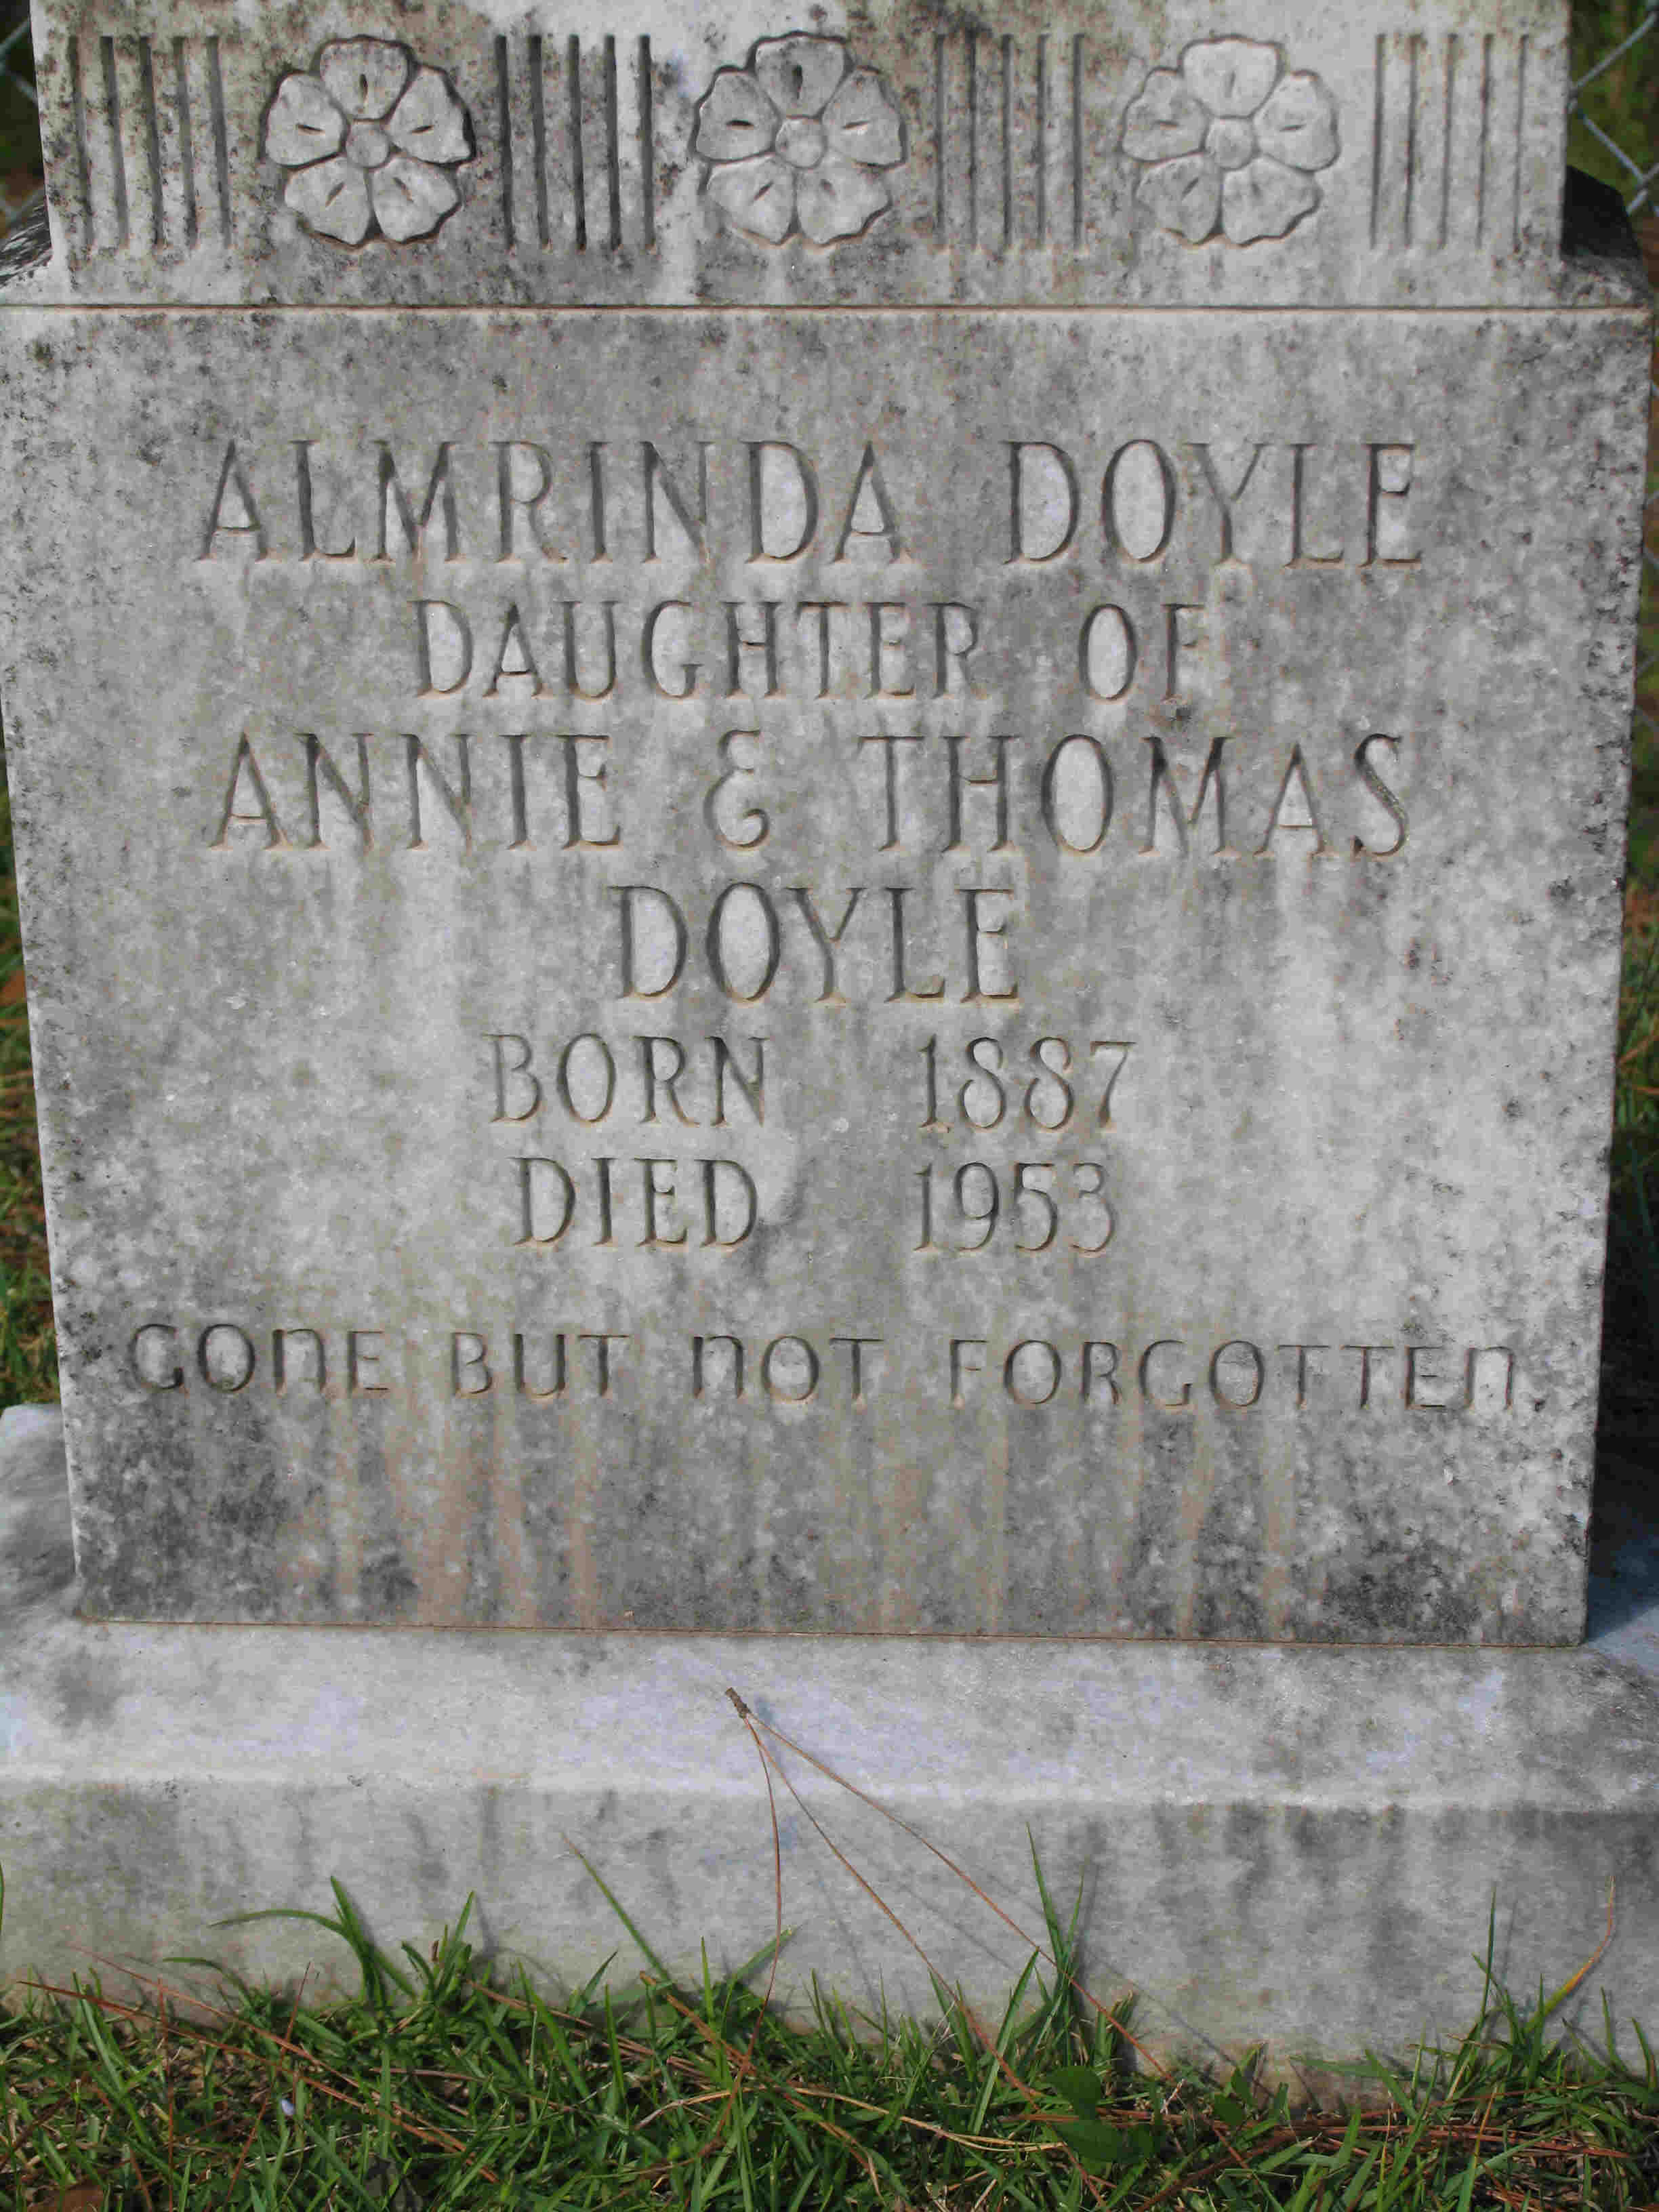 ALMRINDA DOYLE
DAUGHTER OF
ANNIE & THOMAS
DOYLE
BORN 1887
DIED 1953
GONE BUT NOT FORGOTTEN.